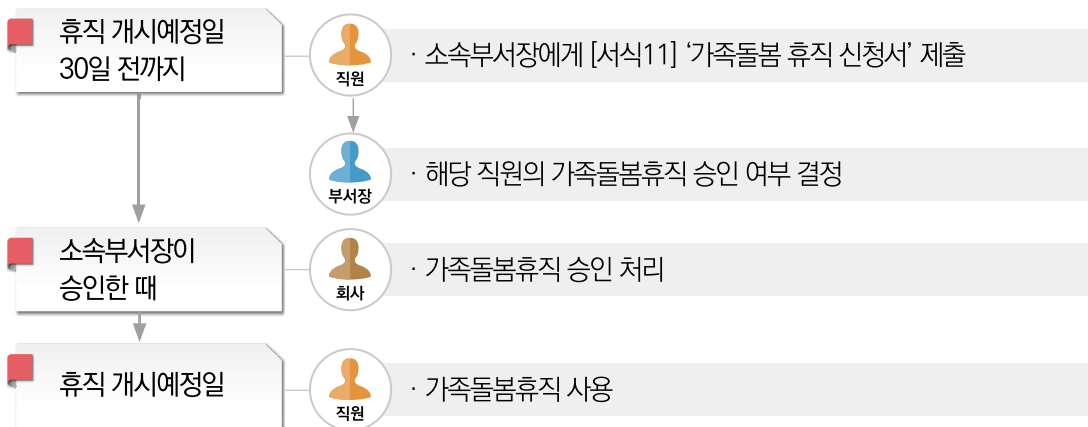 휴직 개시예정일
30일 전까지
직원
· 소속부서장에게 [서식11] ‘가족돌봄 휴직 신청서’ 제출
부서장
· 해당 직원의 가족돌봄휴직 승인 여부 결정
소속부서장이
승인한 때
회사
· 가족돌봄휴직 승인 처리
휴직 개시예정일
직원
· 가족돌봄휴직 사용